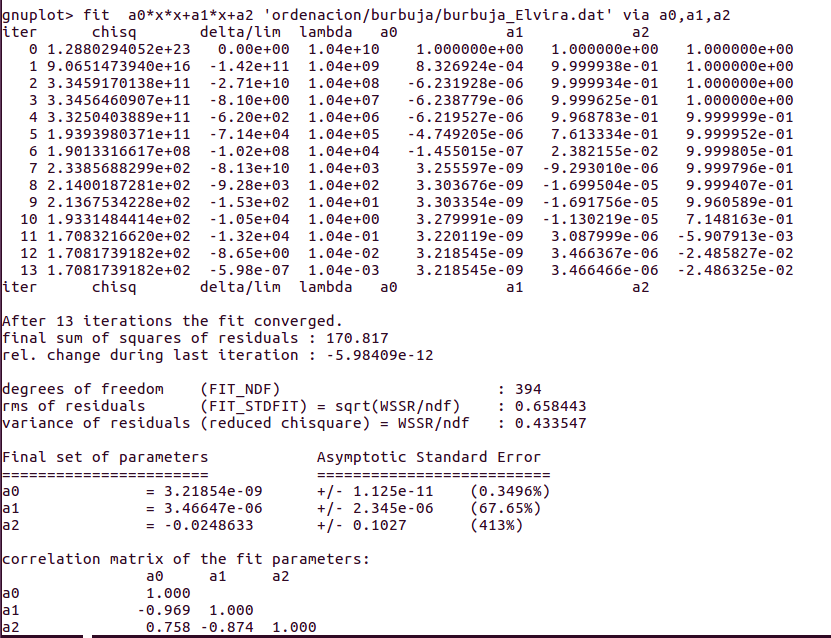 gnuplot> fit  a0*x*x+a1*x+a2 'ordenacion/burbuja/burbuja_Elvira.dat' via a0,a1,a2
iter      chisq       delta/lim  lambda   a0            a1            a2
   0 1.2880294052e+23   0.00e+00  1.04e+10    1.000000e+00   1.000000e+00   1.000000e+00
   1 9.0651473940e+16  -1.42e+11  1.04e+09    8.326924e-04   9.999938e-01   1.000000e+00
   2 3.3459170138e+11  -2.71e+10  1.04e+08   -6.231928e-06   9.999934e-01   1.000000e+00
   3 3.3456460907e+11  -8.10e+00  1.04e+07   -6.238779e-06   9.999625e-01   1.000000e+00
   4 3.3250403889e+11  -6.20e+02  1.04e+06   -6.219527e-06   9.968783e-01   9.999999e-01
   5 1.9393980371e+11  -7.14e+04  1.04e+05   -4.749205e-06   7.613334e-01   9.999952e-01
   6 1.9013316617e+08  -1.02e+08  1.04e+04   -1.455015e-07   2.382155e-02   9.999805e-01
   7 2.3385688299e+02  -8.13e+10  1.04e+03    3.255597e-09  -9.293010e-06   9.999796e-01
   8 2.1400187281e+02  -9.28e+03  1.04e+02    3.303676e-09  -1.699504e-05   9.999407e-01
   9 2.1367534228e+02  -1.53e+02  1.04e+01    3.303354e-09  -1.691756e-05   9.960589e-01
  10 1.9331484414e+02  -1.05e+04  1.04e+00    3.279991e-09  -1.130219e-05   7.148163e-01
  11 1.7083216620e+02  -1.32e+04  1.04e-01    3.220119e-09   3.087999e-06  -5.907913e-03
  12 1.7081739182e+02  -8.65e+00  1.04e-02    3.218545e-09   3.466367e-06  -2.485827e-02
  13 1.7081739182e+02  -5.98e-07  1.04e-03    3.218545e-09   3.466466e-06  -2.486325e-02
iter      chisq       delta/lim  lambda   a0            a1            a2
After 13 iterations the fit converged.
final sum of squares of residuals : 170.817
rel. change during last iteration : -5.98409e-12
degrees of freedom    (FIT_NDF)                        : 394
rms of residuals      (FIT_STDFIT) = sqrt(WSSR/ndf)    : 0.658443
variance of residuals (reduced chisquare) = WSSR/ndf   : 0.433547
Final set of parameters            Asymptotic Standard Error
=======================            ==========================
a0              = 3.21854e-09      +/- 1.125e-11    (0.3496%)
a1              = 3.46647e-06      +/- 2.345e-06    (67.65%)
a2              = -0.0248633       +/- 0.1027       (413%)
correlation matrix of the fit parameters:
                a0     a1     a2
a0              1.000
a1             -0.969  1.000
a2              0.758 -0.874  1.000